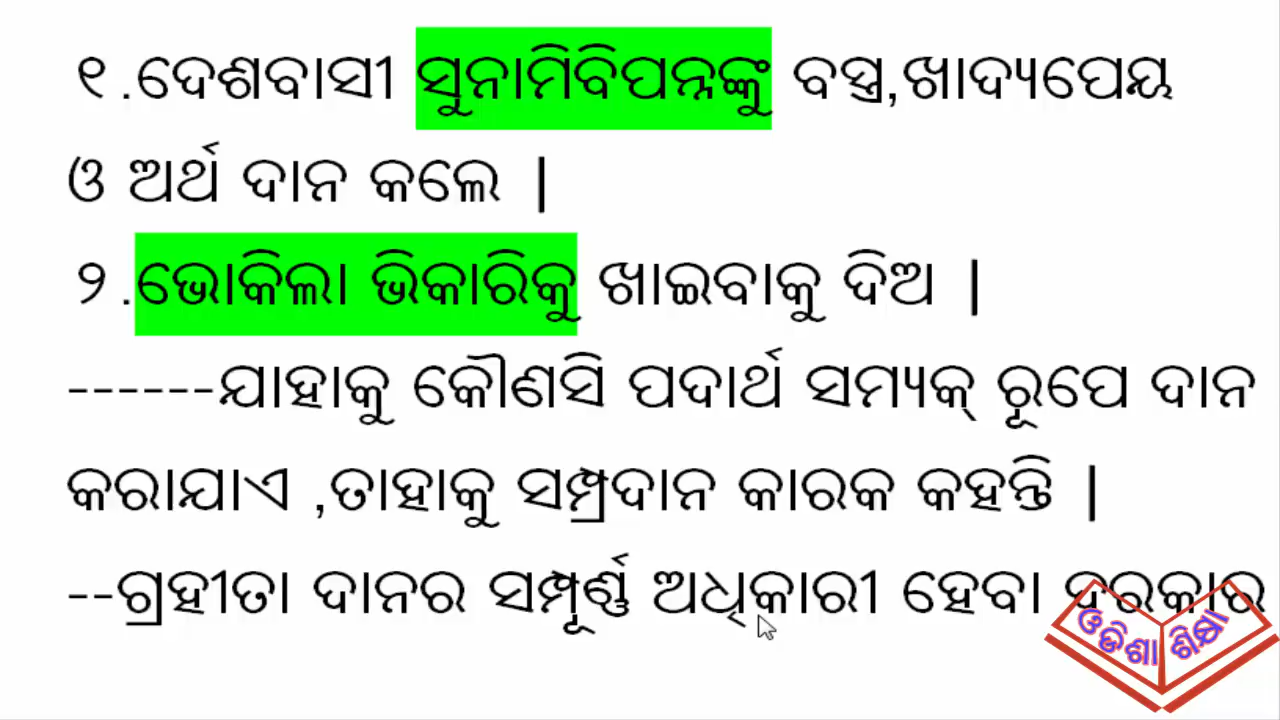 ୧.ଦେଶବାସୀ ସୁନାମିବିପନ୍ନଙ୍କୁ ବସ୍ତ୍ର,ଖାଦ୍ୟପେୟ
ଓ ଅର୍ଥ ଦାନ କଲେ |
୨.ଭୋକିଲା ଭିକାରିକୁ ଖାଇବାକୁ ଦିଅ |
------ଯାହାକୁ କୌଣସି ପଦାର୍ଥ ସମ୍ୟକ୍ ରୂପେ ଦାନ
କରାଯାଏ ,ତାହାକୁ ସମ୍ପ୍ରଦାନ କାରକ କହନ୍ତି |
--ଗ୍ରହୀତା ଦାନର ସମ୍ପୂର୍ଣ୍ଣ ଅଧିକାରୀ ହେବା ଦରକାର
ଓଡିଶା ଶିକ୍ଷା